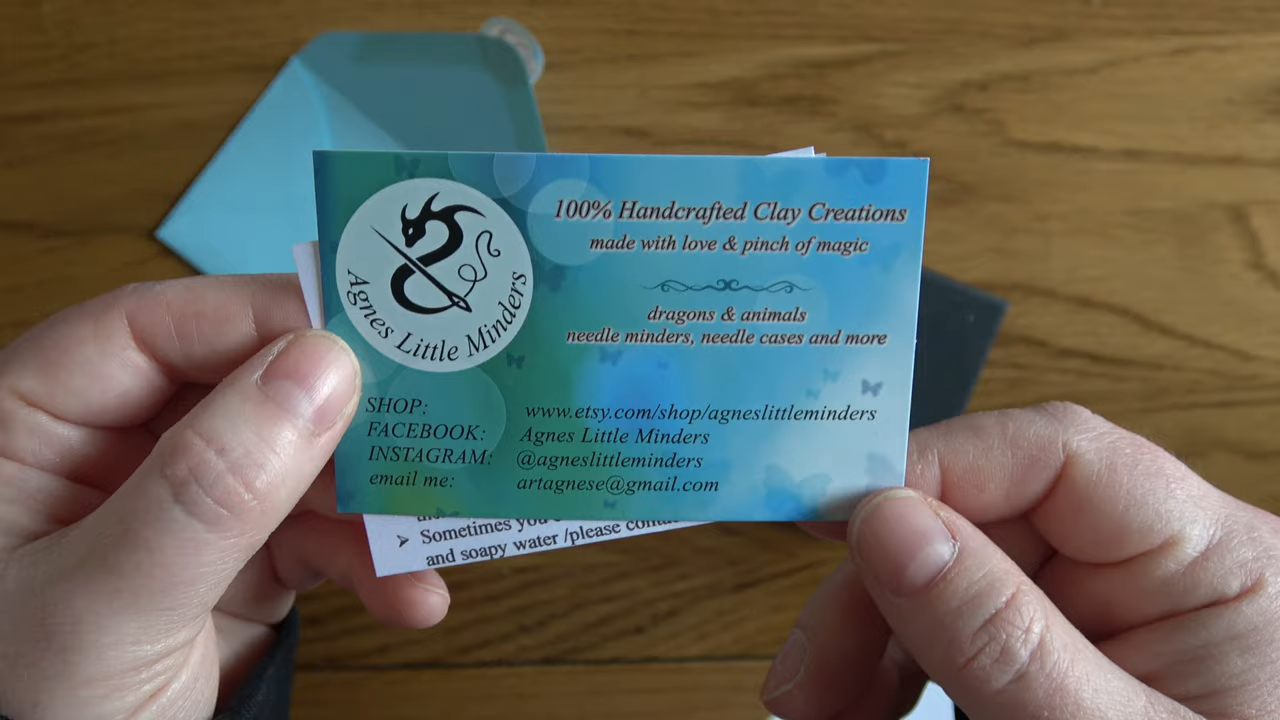 Agnes Little Minders
100% Handcrafted Clay Creations
made with love & pinch of magic
dragons & animals
needle minders, needle cases and more
SHOP: www.etsy.com/shop/agneslittleminders
FACEBOOK: Agnes Little Minders
INSTAGRAM: @agneslittleminders
email me: artagnese@gmail.com
➤ Sometimes you
and soapy water /please